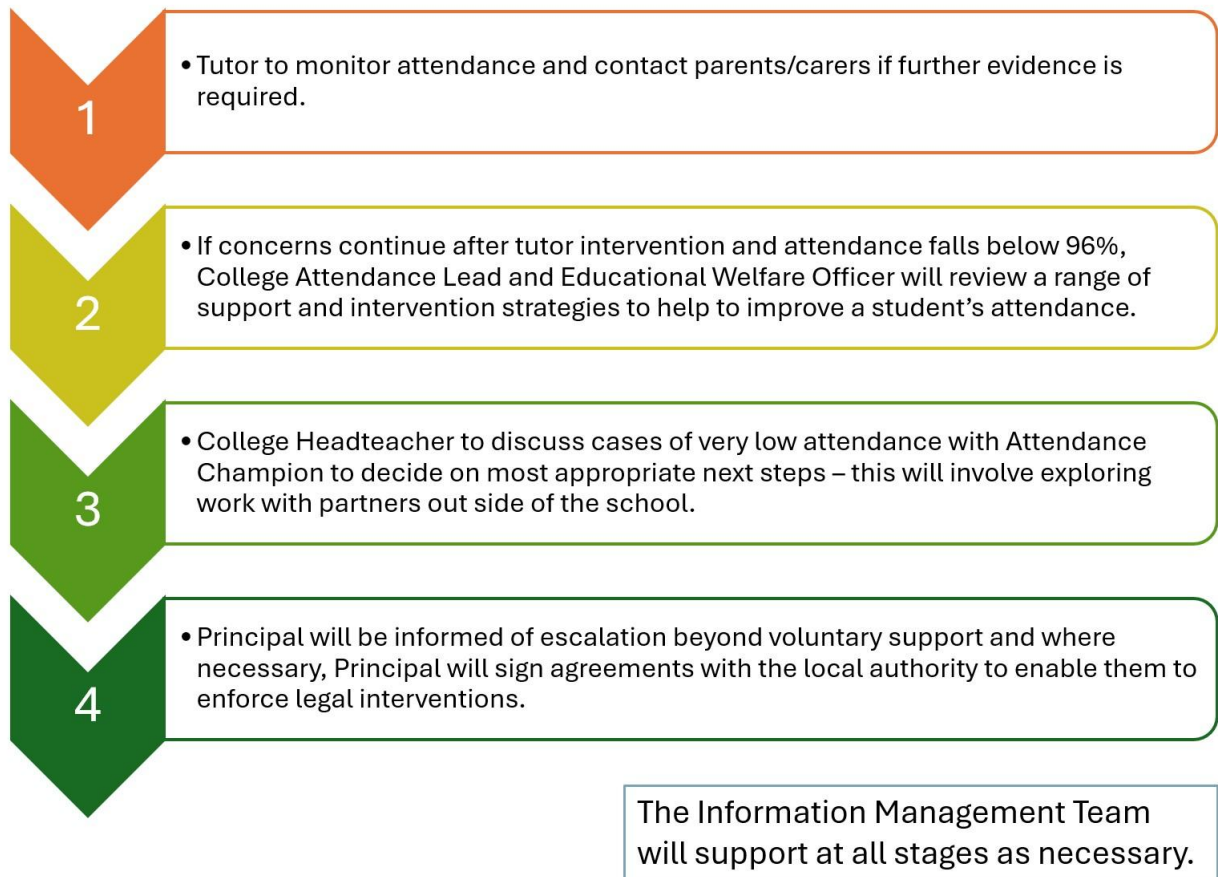 1
• Tutor to monitor attendance and contact parents/carers if further evidence is
required.
2
• If concerns continue after tutor intervention and attendance falls below 96%,
College Attendance Lead and Educational Welfare Officer will review a range of
support and intervention strategies to help to improve a student’s attendance.
3
• College Headteacher to discuss cases of very low attendance with Attendance
Champion to decide on most appropriate next steps – this will involve exploring
work with partners out side of the school.
4
• Principal will be informed of escalation beyond voluntary support and where
necessary, Principal will sign agreements with the local authority to enable them to
enforce legal interventions.
The Information Management Team
will support at all stages as necessary.